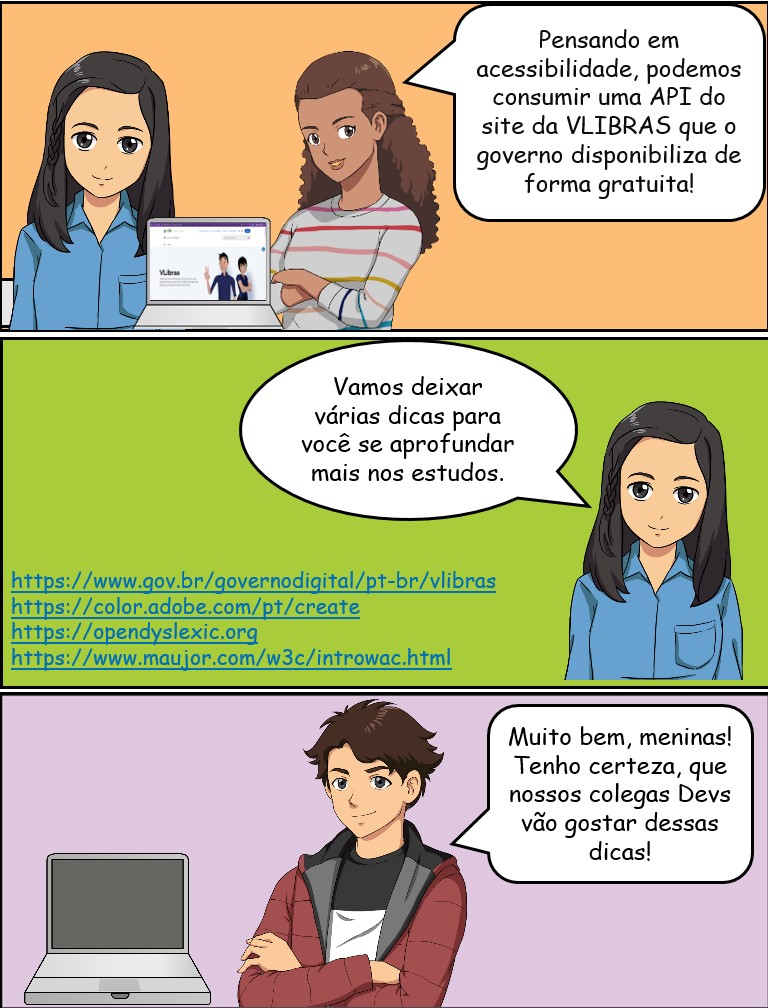 Pensando em
acessibilidade, podemos
consumir uma API do
site da VLIBRAS que o
governo disponibiliza de
forma gratuita!
VLibras
Vamos deixar
várias dicas para
você se aprofundar
mais nos estudos.
https://www.gov.br/governodigital/pt-br/vlibras
https://color.adobe.com/pt/create
https://opendyslexic.org
https://www.maujor.com/w3c/introwac.html
Muito bem, meninas!
Tenho certeza, que
nossos colegas Devs
vão gostar dessas
dicas!